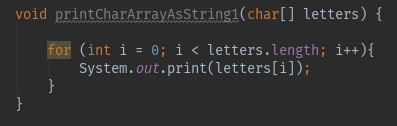 void printCharArrayAsString1(char[] letters) {
for (int i = 0; i < letters.length; i++){
System.out.print(letters[i]);
}
}